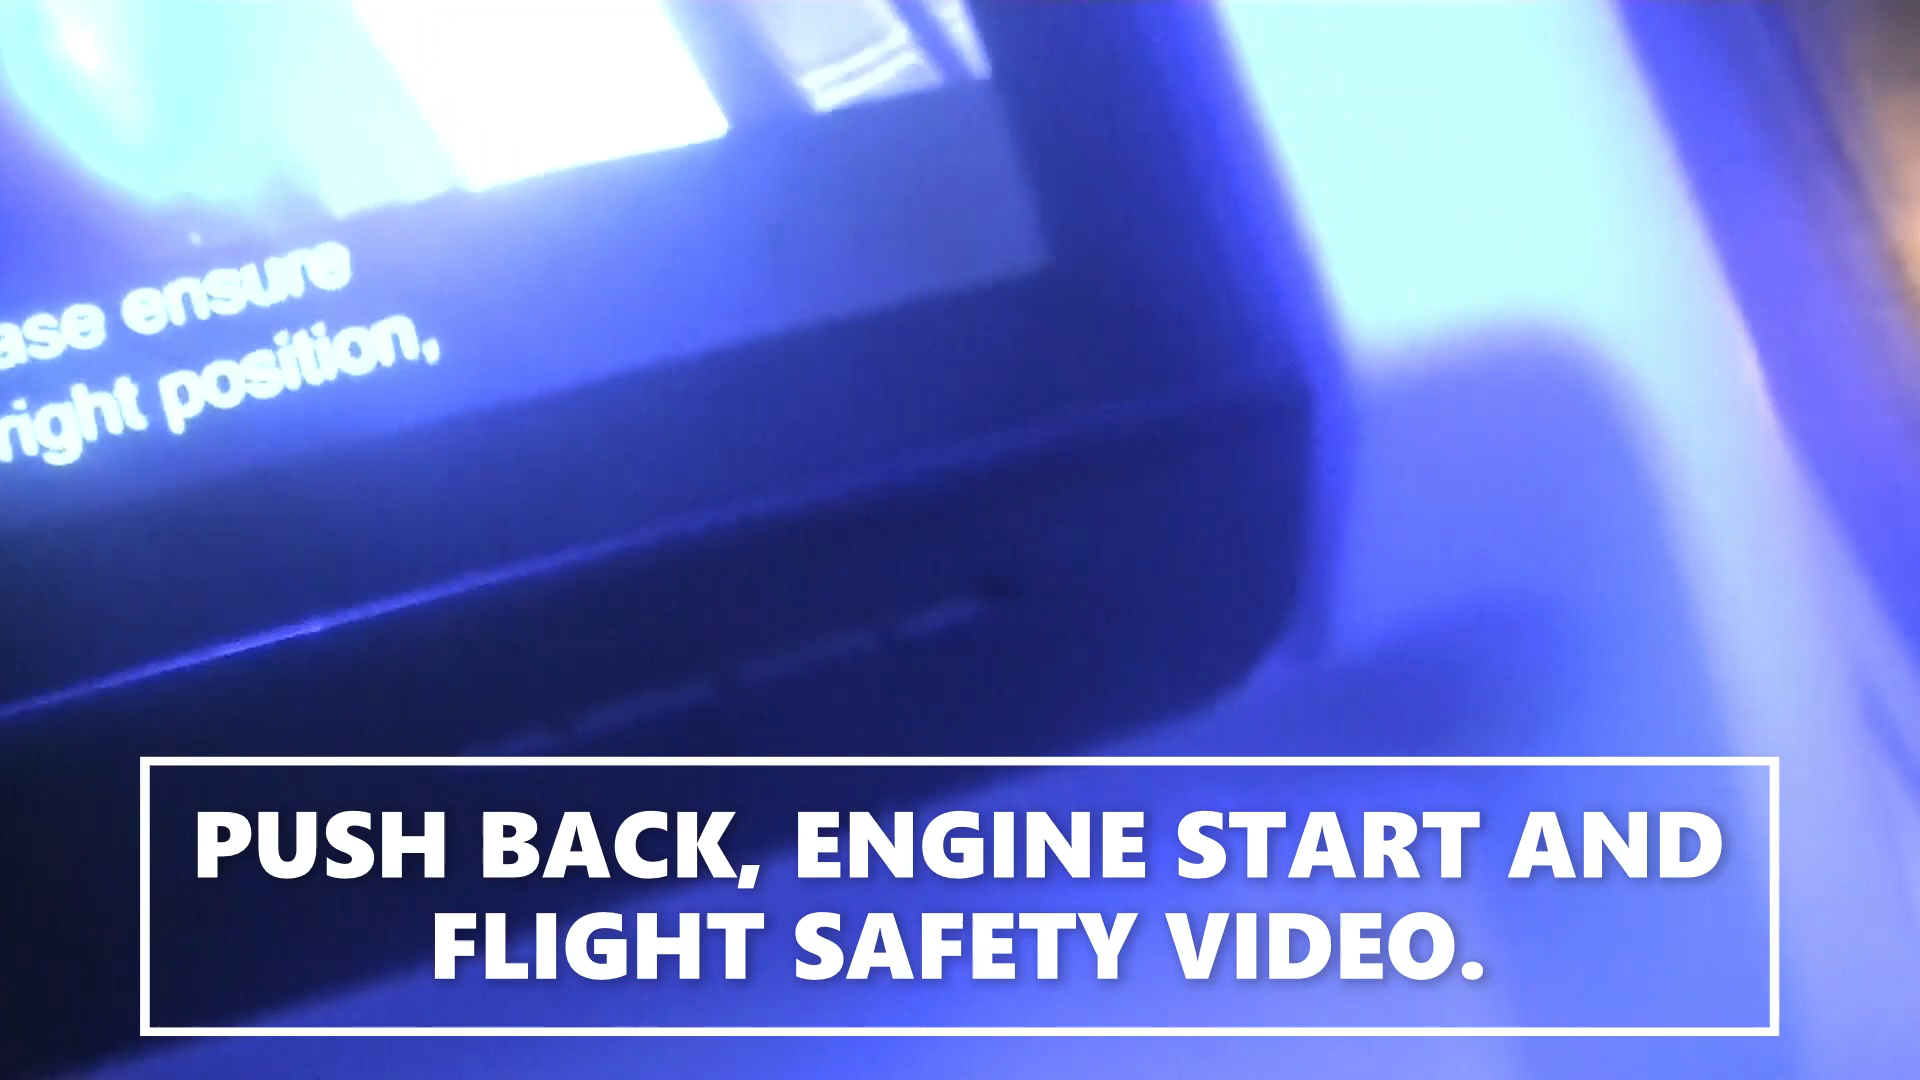 ase ensure
right position,
PUSH BACK, ENGINE START AND
FLIGHT SAFETY VIDEO.